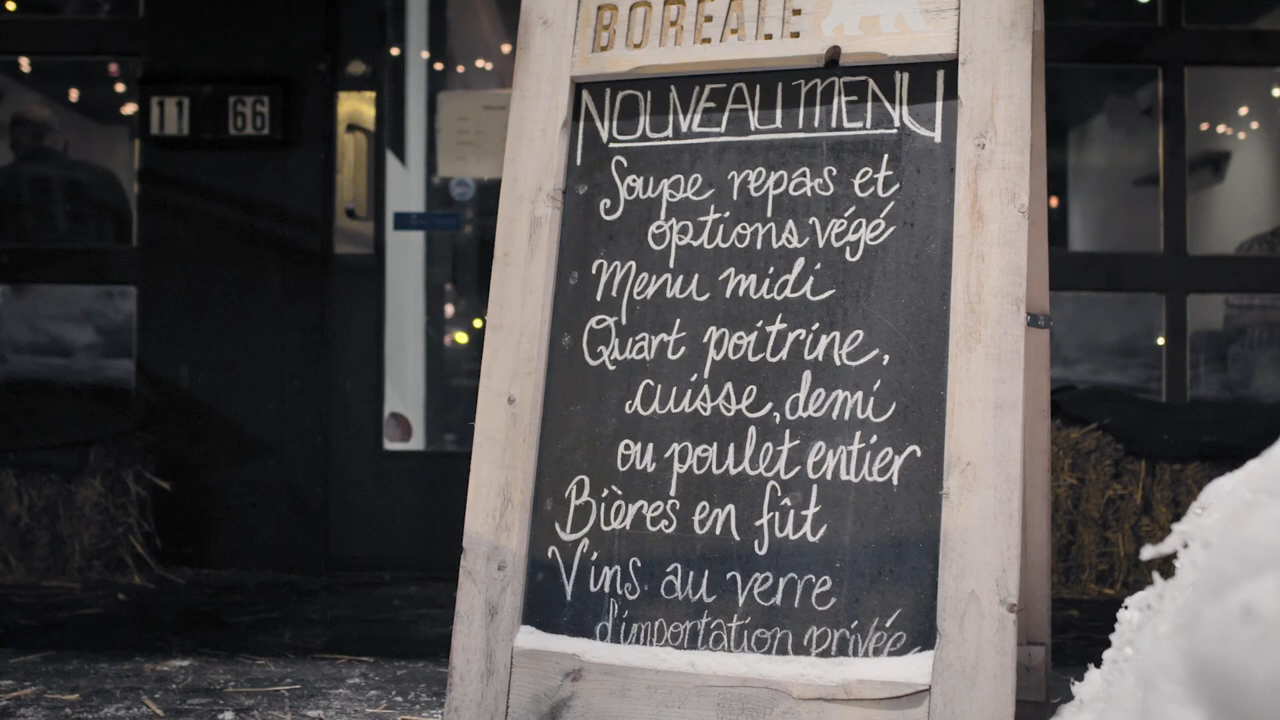 BORÉALE
NOUVEAU MENU
Soupe repas et
options végé
Menu midi
Quart poitrine,
cuisse, demi
ou poulet entier
Bières en fût
Vins au verre
d'importation privée
11 66